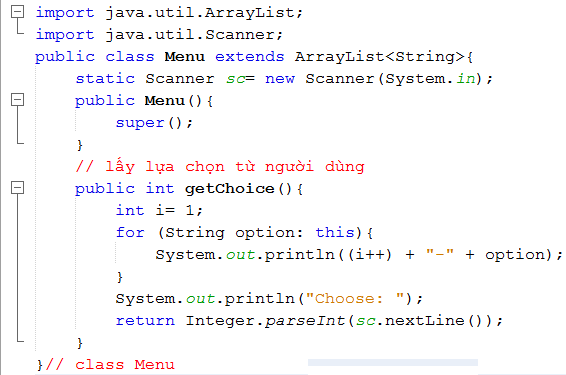 import java.util.ArrayList;
import java.util.Scanner;
public class Menu extends ArrayList<String>{
    static Scanner sc= new Scanner(System.in);
    public Menu(){
        super();
    }
    // lấy lựa chọn từ người dùng
    public int getChoice(){
        int i= 1;
        for (String option: this){
            System.out.println((i++) + "-" + option);
        }
        System.out.println("Choose: ");
        return Integer.parseInt(sc.nextLine());
    }
}// class Menu